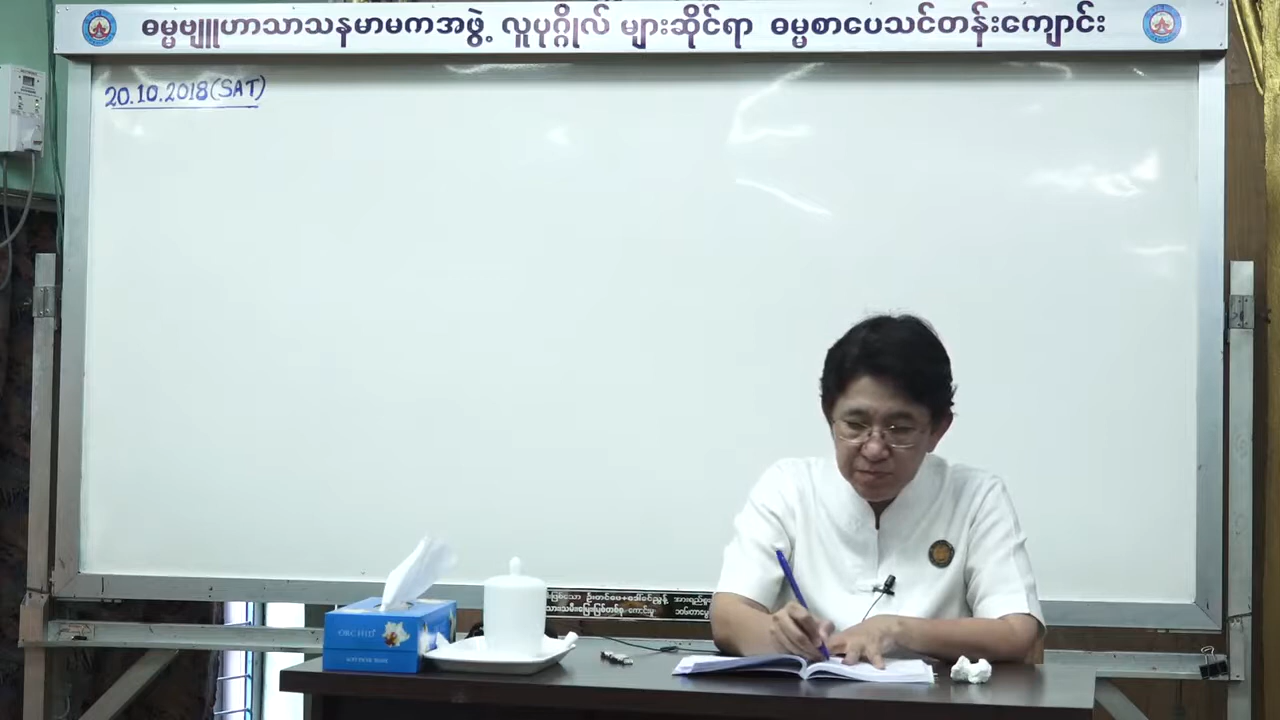 ဓမ္မဗျူဟာသာသနမာမကအဖွဲ့ လူပုဂ္ဂိုလ် များဆိုင်ရာ ဓမ္မစာပေသင်တန်းကျောင်း
20.10.2018(SAT)
ORCHID